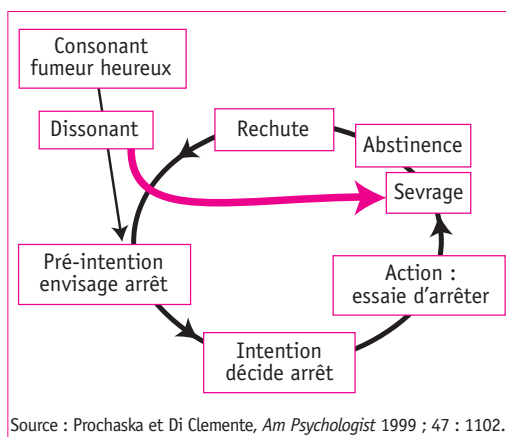 Consonant
fumeur heureux
Dissonant
Rechute
Abstinence
Sevrage
Pré-intention
envisage arrêt
Action :
essaie d'arrêter
Intention
décide arrêt
Source : Prochaska et Di Clemente, Am Psychologist 1999 ; 47 : 1102.